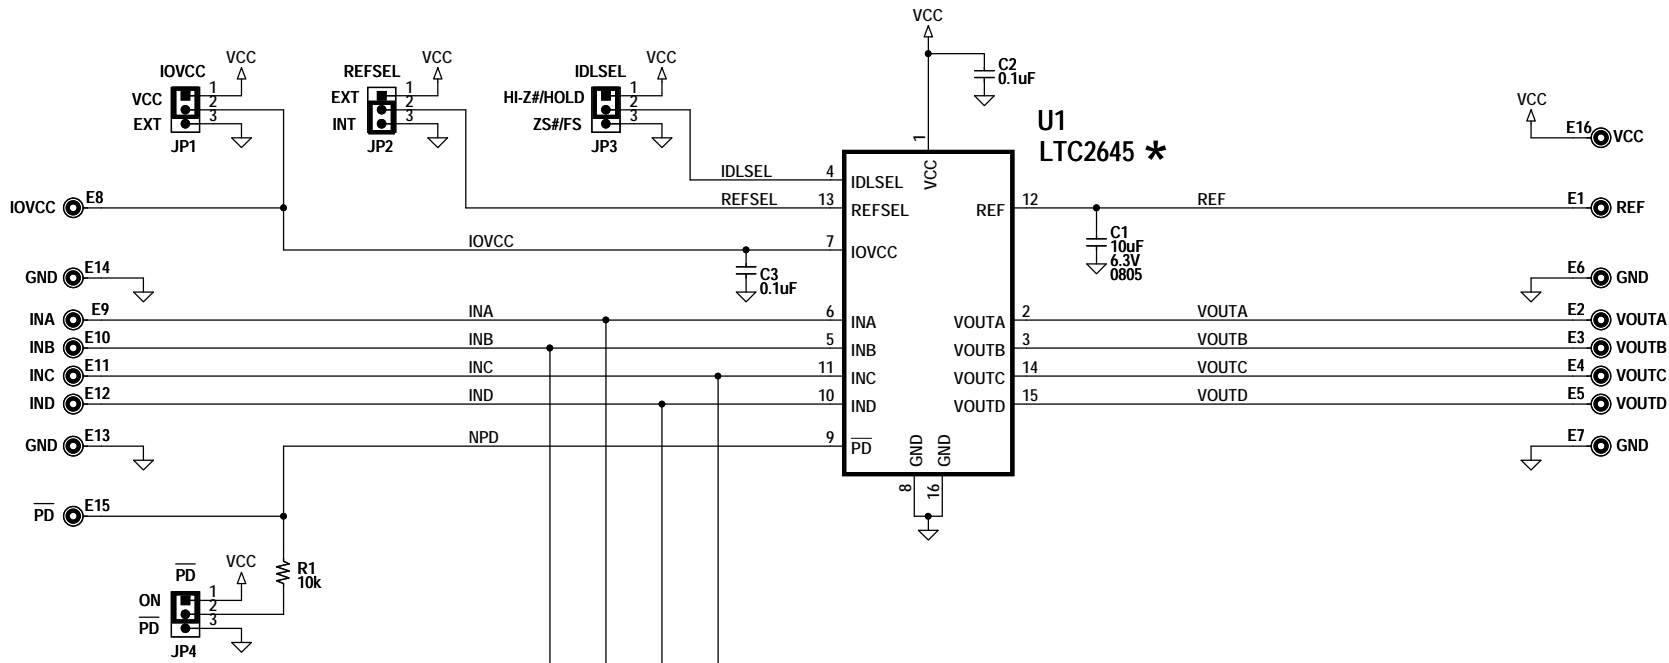 VCC
C2
0.1uF
IOVCC
VCC
VCC
EXT
1
2
3
JP1
REFSEL
VCC
EXT
INT
1
2
3
JP2
IDLSEL
VCC
HI-Z#/HOLD
ZS#/FS
1
2
3
JP3
U1
LTC2645 *
VCC
E16
VCC
1
VCC
IDLSEL
4
IDLSEL
REFSEL
13
REFSEL
IOVCC
E8
REF
12
REF
E1
REF
C1
10uF
6.3V
0805
IOVCC
7
IOVCC
C3
0.1uF
GND
E14
E6
GND
INA
E9
INA
6
INA
VOUTA
2
VOUTA
E2
VOUTA
INB
E10
INB
5
INB
VOUTB
3
VOUTB
E3
VOUTB
INC
E11
INC
11
INC
VOUTC
14
VOUTC
E4
VOUTC
IND
E12
IND
10
IND
VOUTD
15
VOUTD
E5
VOUTD
GND
E13
NPD
9
PD
GND
GND
E7
GND
8
16
PD
E15
R1
10k
PD
VCC
ON
PD
1
2
3
JP4